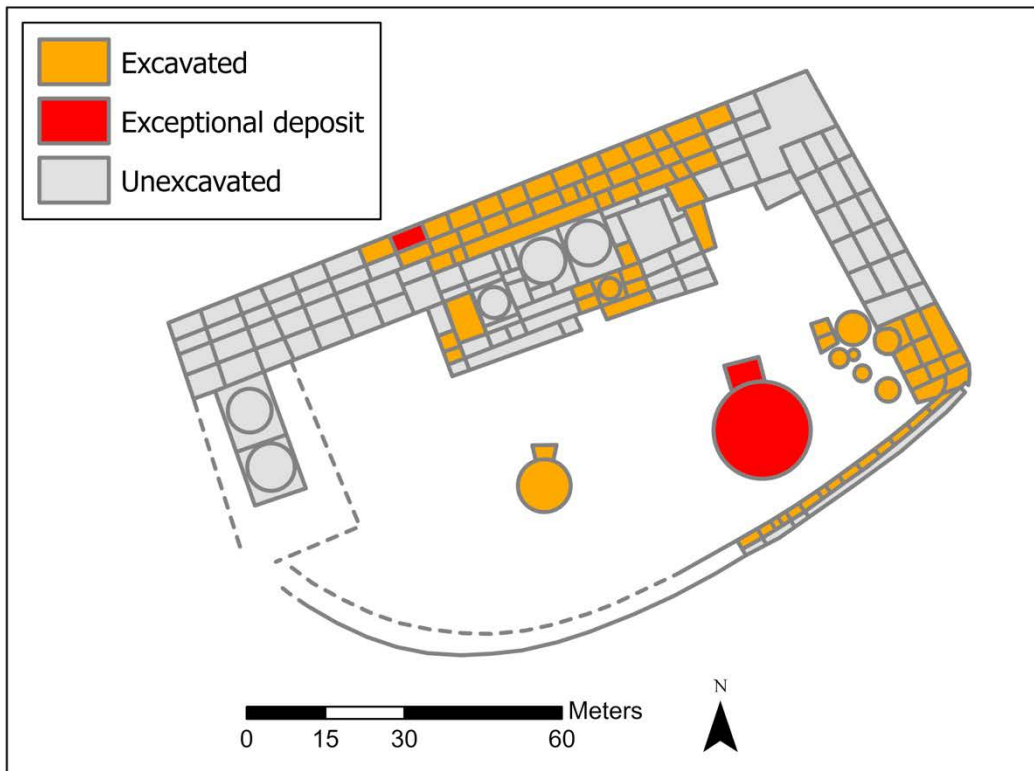 Excavated
Exceptional deposit
Unexcavated
N
Meters
0 15 30 60